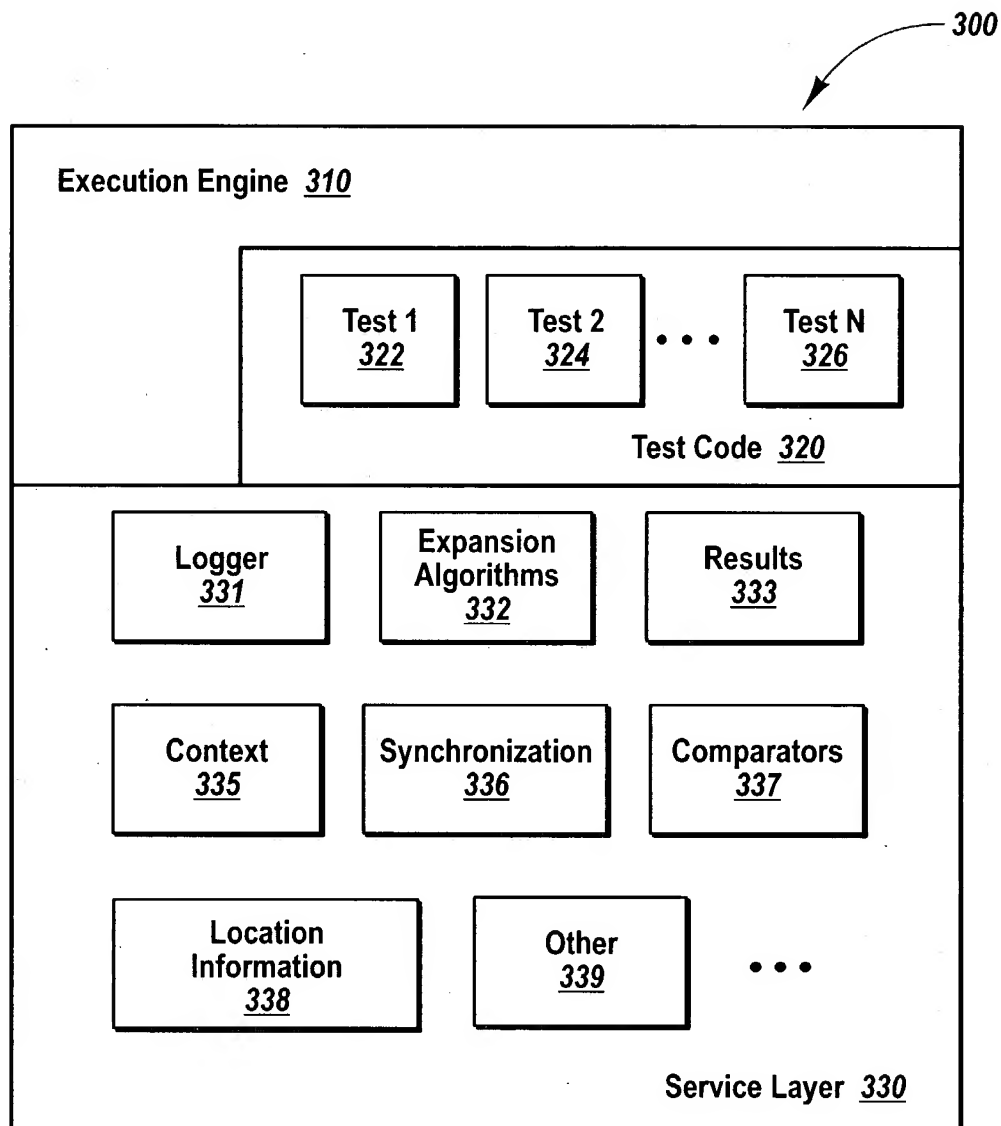 300
Execution Engine 310
Test 1
322
Test 2
324
• • •
Test N
326
Test Code 320
Logger
331
Expansion
Algorithms
332
Results
333
Context
335
Synchronization
336
Comparators
337
Location
Information
338
Other
339
• • •
Service Layer 330